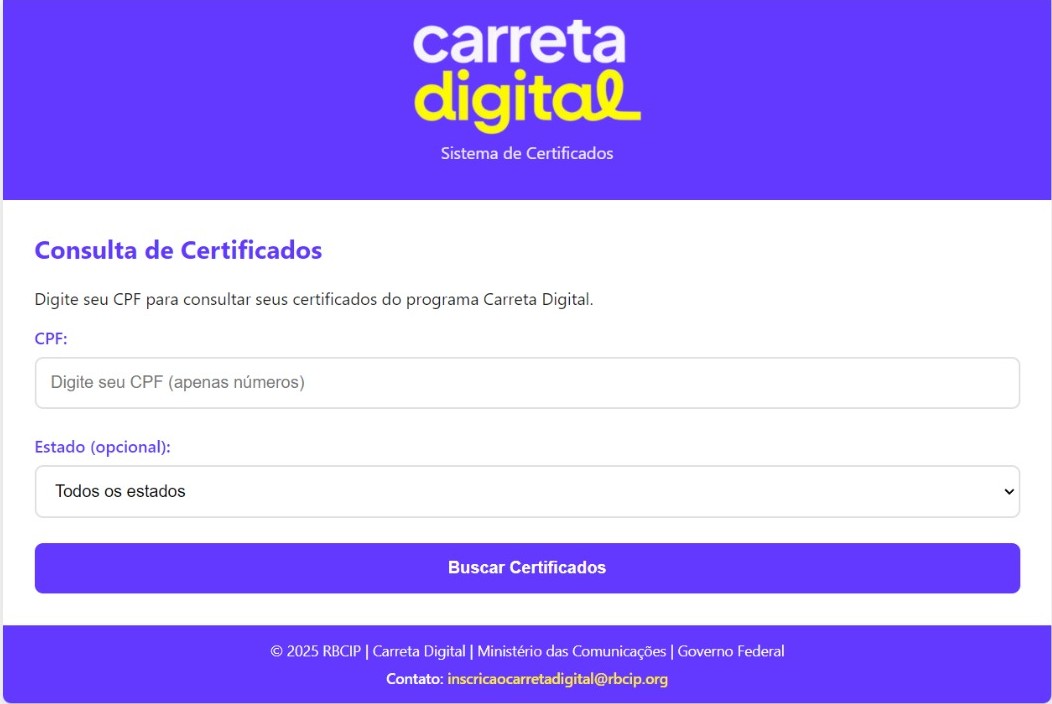 carreta
digital
Sistema de Certificados
Consulta de Certificados
Digite seu CPF para consultar seus certificados do programa Carreta Digital.
CPF:
Digite seu CPF (apenas números)
Estado (opcional):
Todos os estados
Buscar Certificados
© 2025 RBCIP | Carreta Digital | Ministério das Comunicações | Governo Federal
Contato: inscricaocarretadigital@rbcip.org